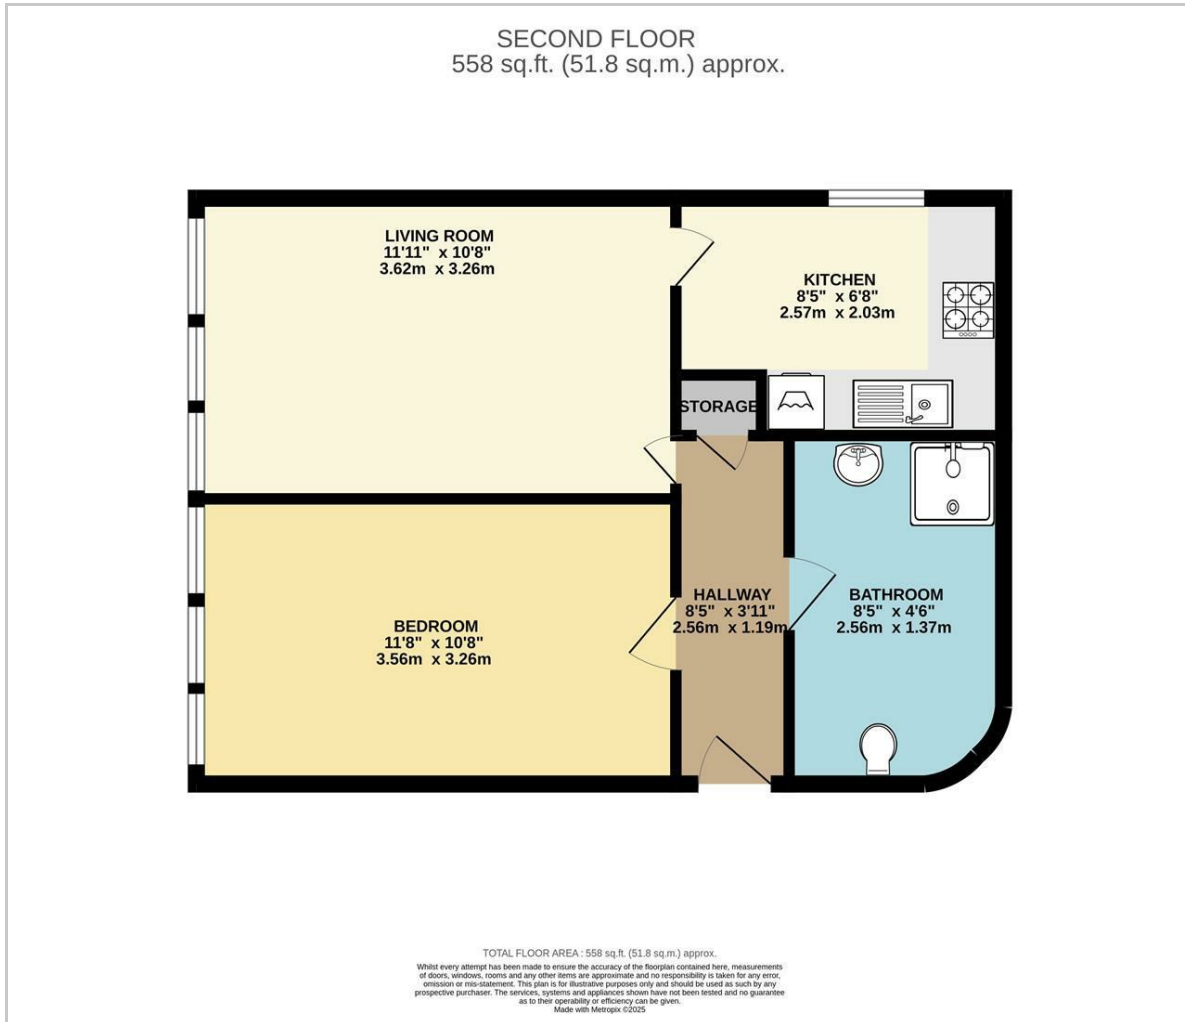 SECOND FLOOR
558 sq.ft. (51.8 sq.m.) approx.
LIVING ROOM
11'11" x 10'8"
3.62m x 3.26m
KITCHEN
8'5" x 6'8"
2.57m x 2.03m
STORAGE
HALLWAY
8'5" x 3'11"
2.56m x 1.19m
BATHROOM
8'5" x 4'6"
2.56m x 1.37m
BEDROOM
11'8" x 10'8"
3.56m x 3.26m
TOTAL FLOOR AREA : 558 sq.ft. (51.8 sq.m.) approx.
Whilst every attempt has been made to ensure the accuracy of the floorplan contained here, measurements
of doors, windows, rooms and any other items are approximate and no responsibility is taken for any error,
omission or mis-statement. This plan is for illustrative purposes only and should be used as such by any
prospective purchaser. The services, systems and appliances shown have not been tested and no guarantee
as to their operability or efficiency can be given.
Made with Metropix ©2025